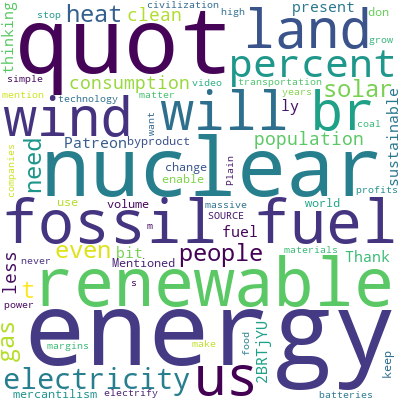 stop simple mention thinking
heat civilization clean high present don grow
quot land
consumption technology video matter transportation years coal
percent
wind will br solar
Patreon byproduct ly population
need want change enable Plain
companies sustainable profits
nuclear
fossil fuel
use volume massive SOURCE world
m fuel materials Thank
even bit Mentioned people
less never t s
renewable
gas power
energy
margins make food 2BRTjYU keep
electricity us
mercantilism electrify batteries